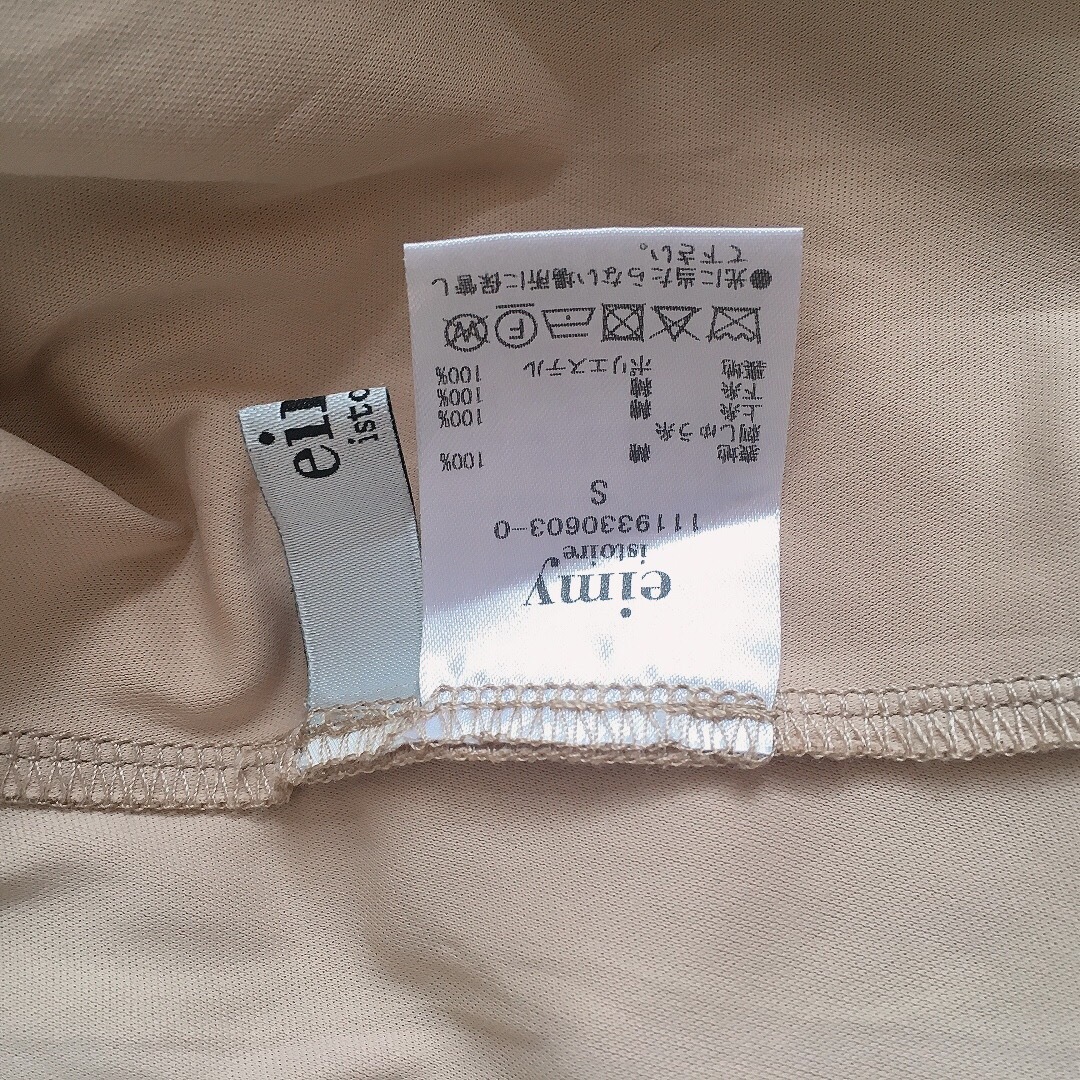 eimy
istoire
1119330603-0
S
表地 綿 100%
刺しゅう糸
上糸 綿 100%
下糸 綿 100%
裏地 ポリエステル 100%
F
W
●光に当たらない場所に保管し
て下さい。